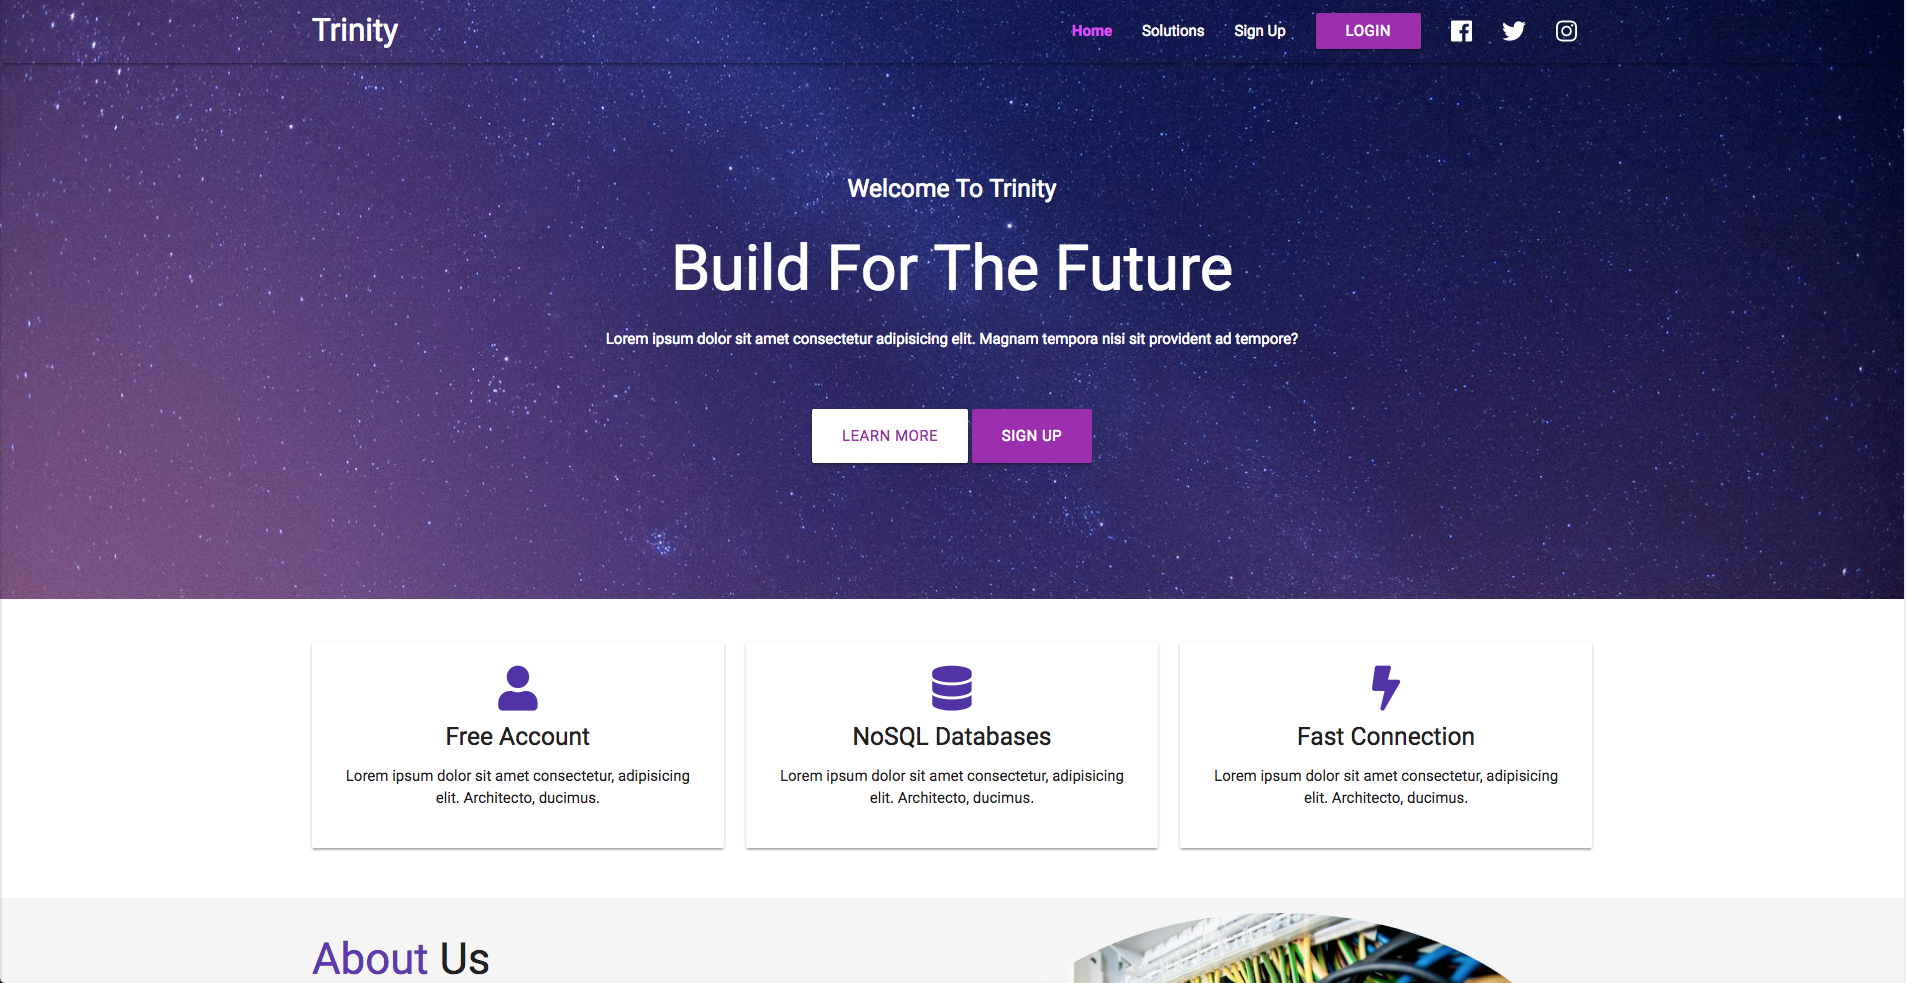 Trinity
Home Solutions Sign Up LOGIN
Welcome To Trinity
Build For The Future
Lorem ipsum dolor sit amet consectetur adipisicing elit. Magnam tempora nisi sit provident ad tempore?
LEARN MORE SIGN UP
Free Account
Lorem ipsum dolor sit amet consectetur, adipisicing
elit. Architecto, ducimus.
NoSQL Databases
Lorem ipsum dolor sit amet consectetur, adipisicing
elit. Architecto, ducimus.
Fast Connection
Lorem ipsum dolor sit amet consectetur, adipisicing
elit. Architecto, ducimus.
About Us